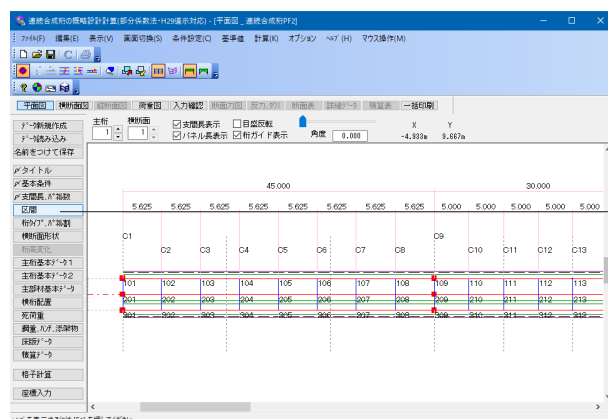 連続合成桁の概略設計計算(部分係数法・H29道示対応) - [平面図 _ 連続合成桁PF2]
ファイル(F) 編集(E) 表示(V) 画面切換(S) 条件設定(C) 基準値 計算(K) オプション ヘルプ(H) マウス操作(M)
平面図 横断面図 縦断面図 荷重図 入力確認 断面力図 反力,タワミ 断面表 詳細データ 積算表 一括印刷
データ新規作成 主桁 横断面 支間長表示 目盛反転 X Y
データ読み込み 1 1 パネル長表示 桁ガイド表示 角度 0.000 -4.933m 9.667m
名前をつけて保存
タイトル
基本条件
支間長,パネル数
区間
桁タイプ,パネル割
横断面形状
桁高変化
主桁基本データ1
主桁基本データ2
主部材基本データ
横桁配置
死荷重
鋼重,ハンチ,添架物
床版データ
積算データ
格子計算
座標入力
45.000 30.000
5.625 5.625 5.625 5.625 5.625 5.625 5.625 5.625 5.000 5.000 5.000 5.000 5.000
C1 C2 C3 C4 C5 C6 C7 C8 C9 C10 C11 C12 C13
101 102 103 104 105 106 107 108 109 110 111 112 113
201 202 203 204 205 206 207 208 209 210 211 212 213
301 302 303 304 305 306 307 308 309 310 311 312 313